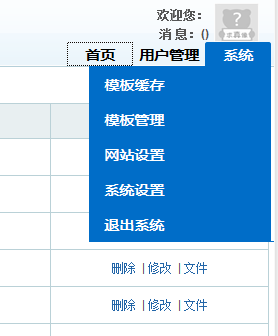 欢迎您：
消 息：()
首页 用户管理 系统
模板缓存
模板管理
网站设置
系统设置
退出系统
删除 | 修改 | 文件
删除 | 修改 | 文件